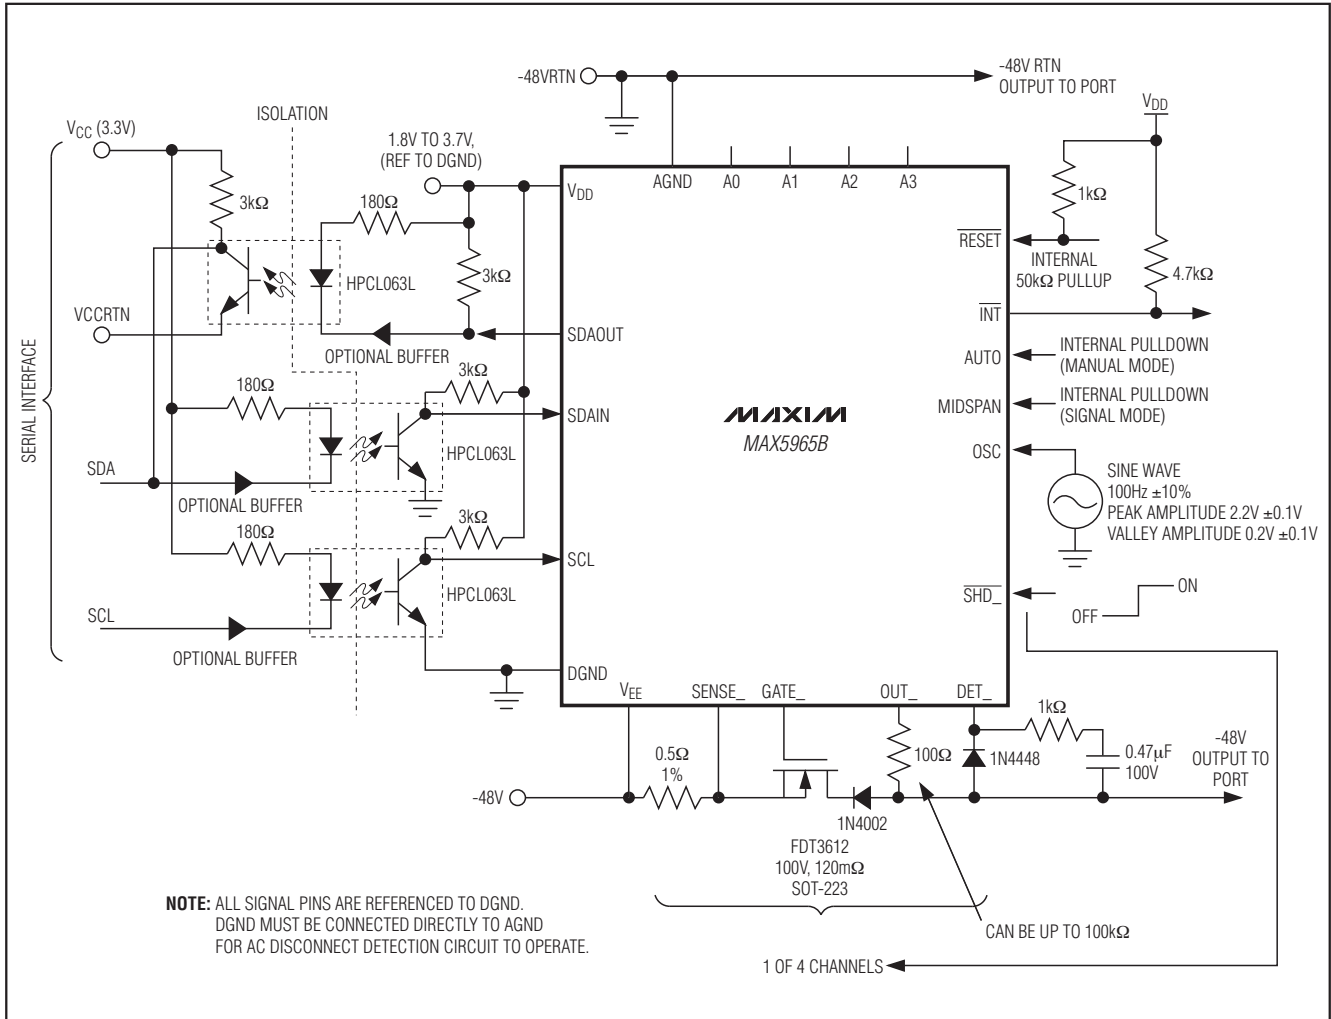 -48VRTN
-48V RTN
OUTPUT TO PORT
ISOLATION
VCC (3.3V)
1.8V TO 3.7V,
(REF TO DGND)
VDD
AGND
A0
A1
A2
A3
VDD
3kΩ
180Ω
1kΩ
RESET
HPCL063L
3kΩ
INTERNAL
50kΩ PULLUP
4.7kΩ
VCCRTN
SDAOUT
INT
OPTIONAL BUFFER
AUTO
INTERNAL PULLDOWN
(MANUAL MODE)
SERIAL INTERFACE
180Ω
3kΩ
SDAIN
MAXIM
MAX5965B
MIDSPAN
INTERNAL PULLDOWN
(SIGNAL MODE)
HPCL063L
OSC
SDA
OPTIONAL BUFFER
SINE WAVE
100Hz ±10%
PEAK AMPLITUDE 2.2V ±0.1V
VALLEY AMPLITUDE 0.2V ±0.1V
180Ω
3kΩ
SCL
HPCL063L
SHD_
ON
OFF
SCL
OPTIONAL BUFFER
DGND
VEE
SENSE_
GATE_
OUT_
DET_
0.5Ω
1%
100Ω
1N4448
1kΩ
0.47µF
100V
-48V
OUTPUT TO
PORT
-48V
1N4002
FDT3612
100V, 120mΩ
SOT-223
NOTE: ALL SIGNAL PINS ARE REFERENCED TO DGND.
DGND MUST BE CONNECTED DIRECTLY TO AGND
FOR AC DISCONNECT DETECTION CIRCUIT TO OPERATE.
CAN BE UP TO 100kΩ
1 OF 4 CHANNELS